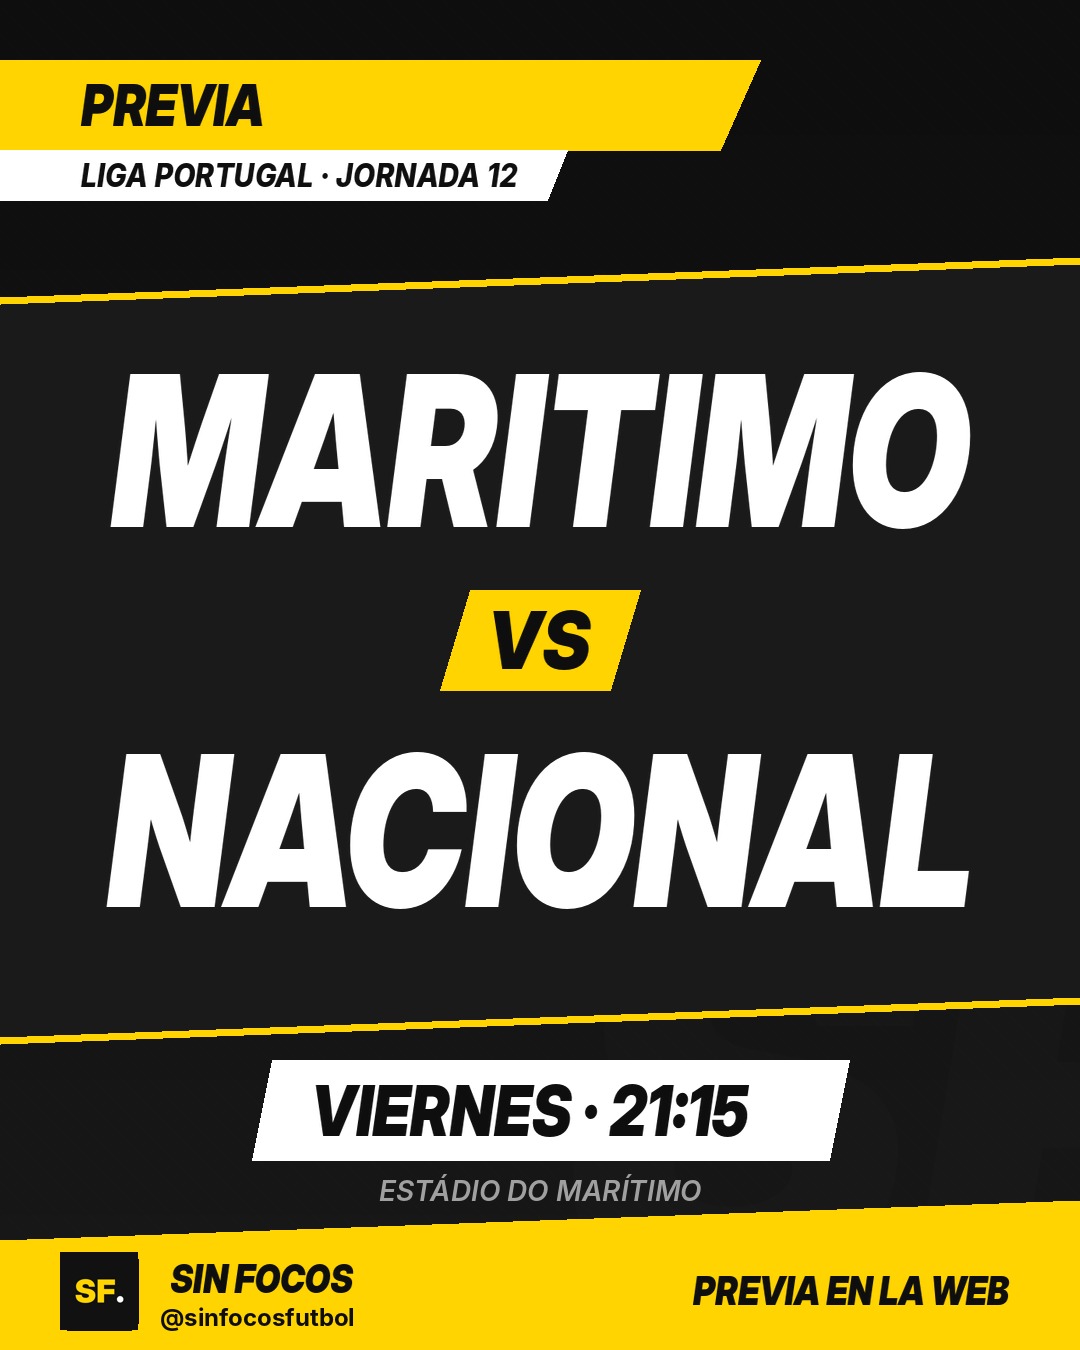 PREVIA
LIGA PORTUGAL · JORNADA 12
MARITIMO
VS
NACIONAL
VIERNES · 21:15
ESTÁDIO DO MARÍTIMO
SF.
SIN FOCOS
@sinfocosfutbol
PREVIA EN LA WEB